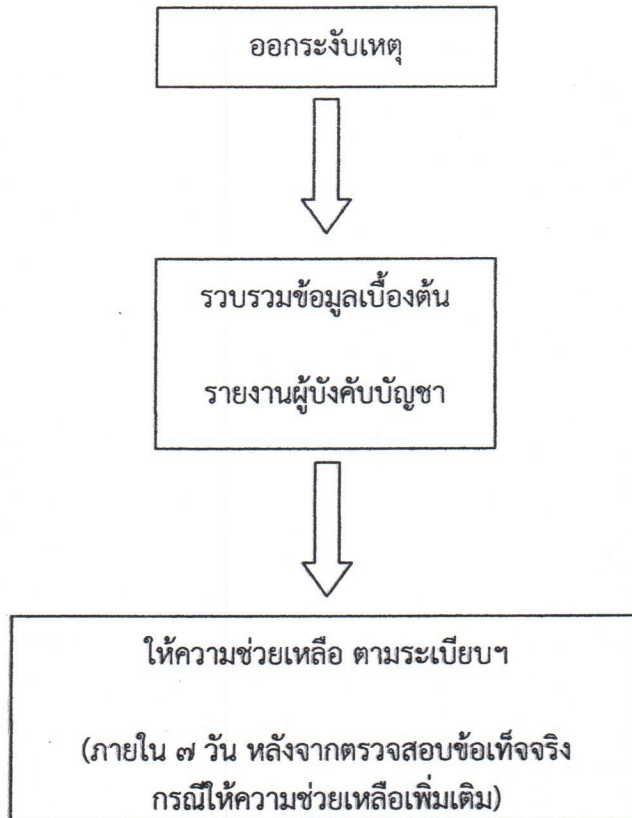 ออกระงับเหตุ
รวบรวมข้อมูลเบื้องต้น
รายงานผู้บังคับบัญชา
ให้ความช่วยเหลือ ตามระเบียบฯ
(ภายใน ๗ วัน หลังจากตรวจสอบข้อเท็จจริง
กรณีให้ความช่วยเหลือเพิ่มเติม)